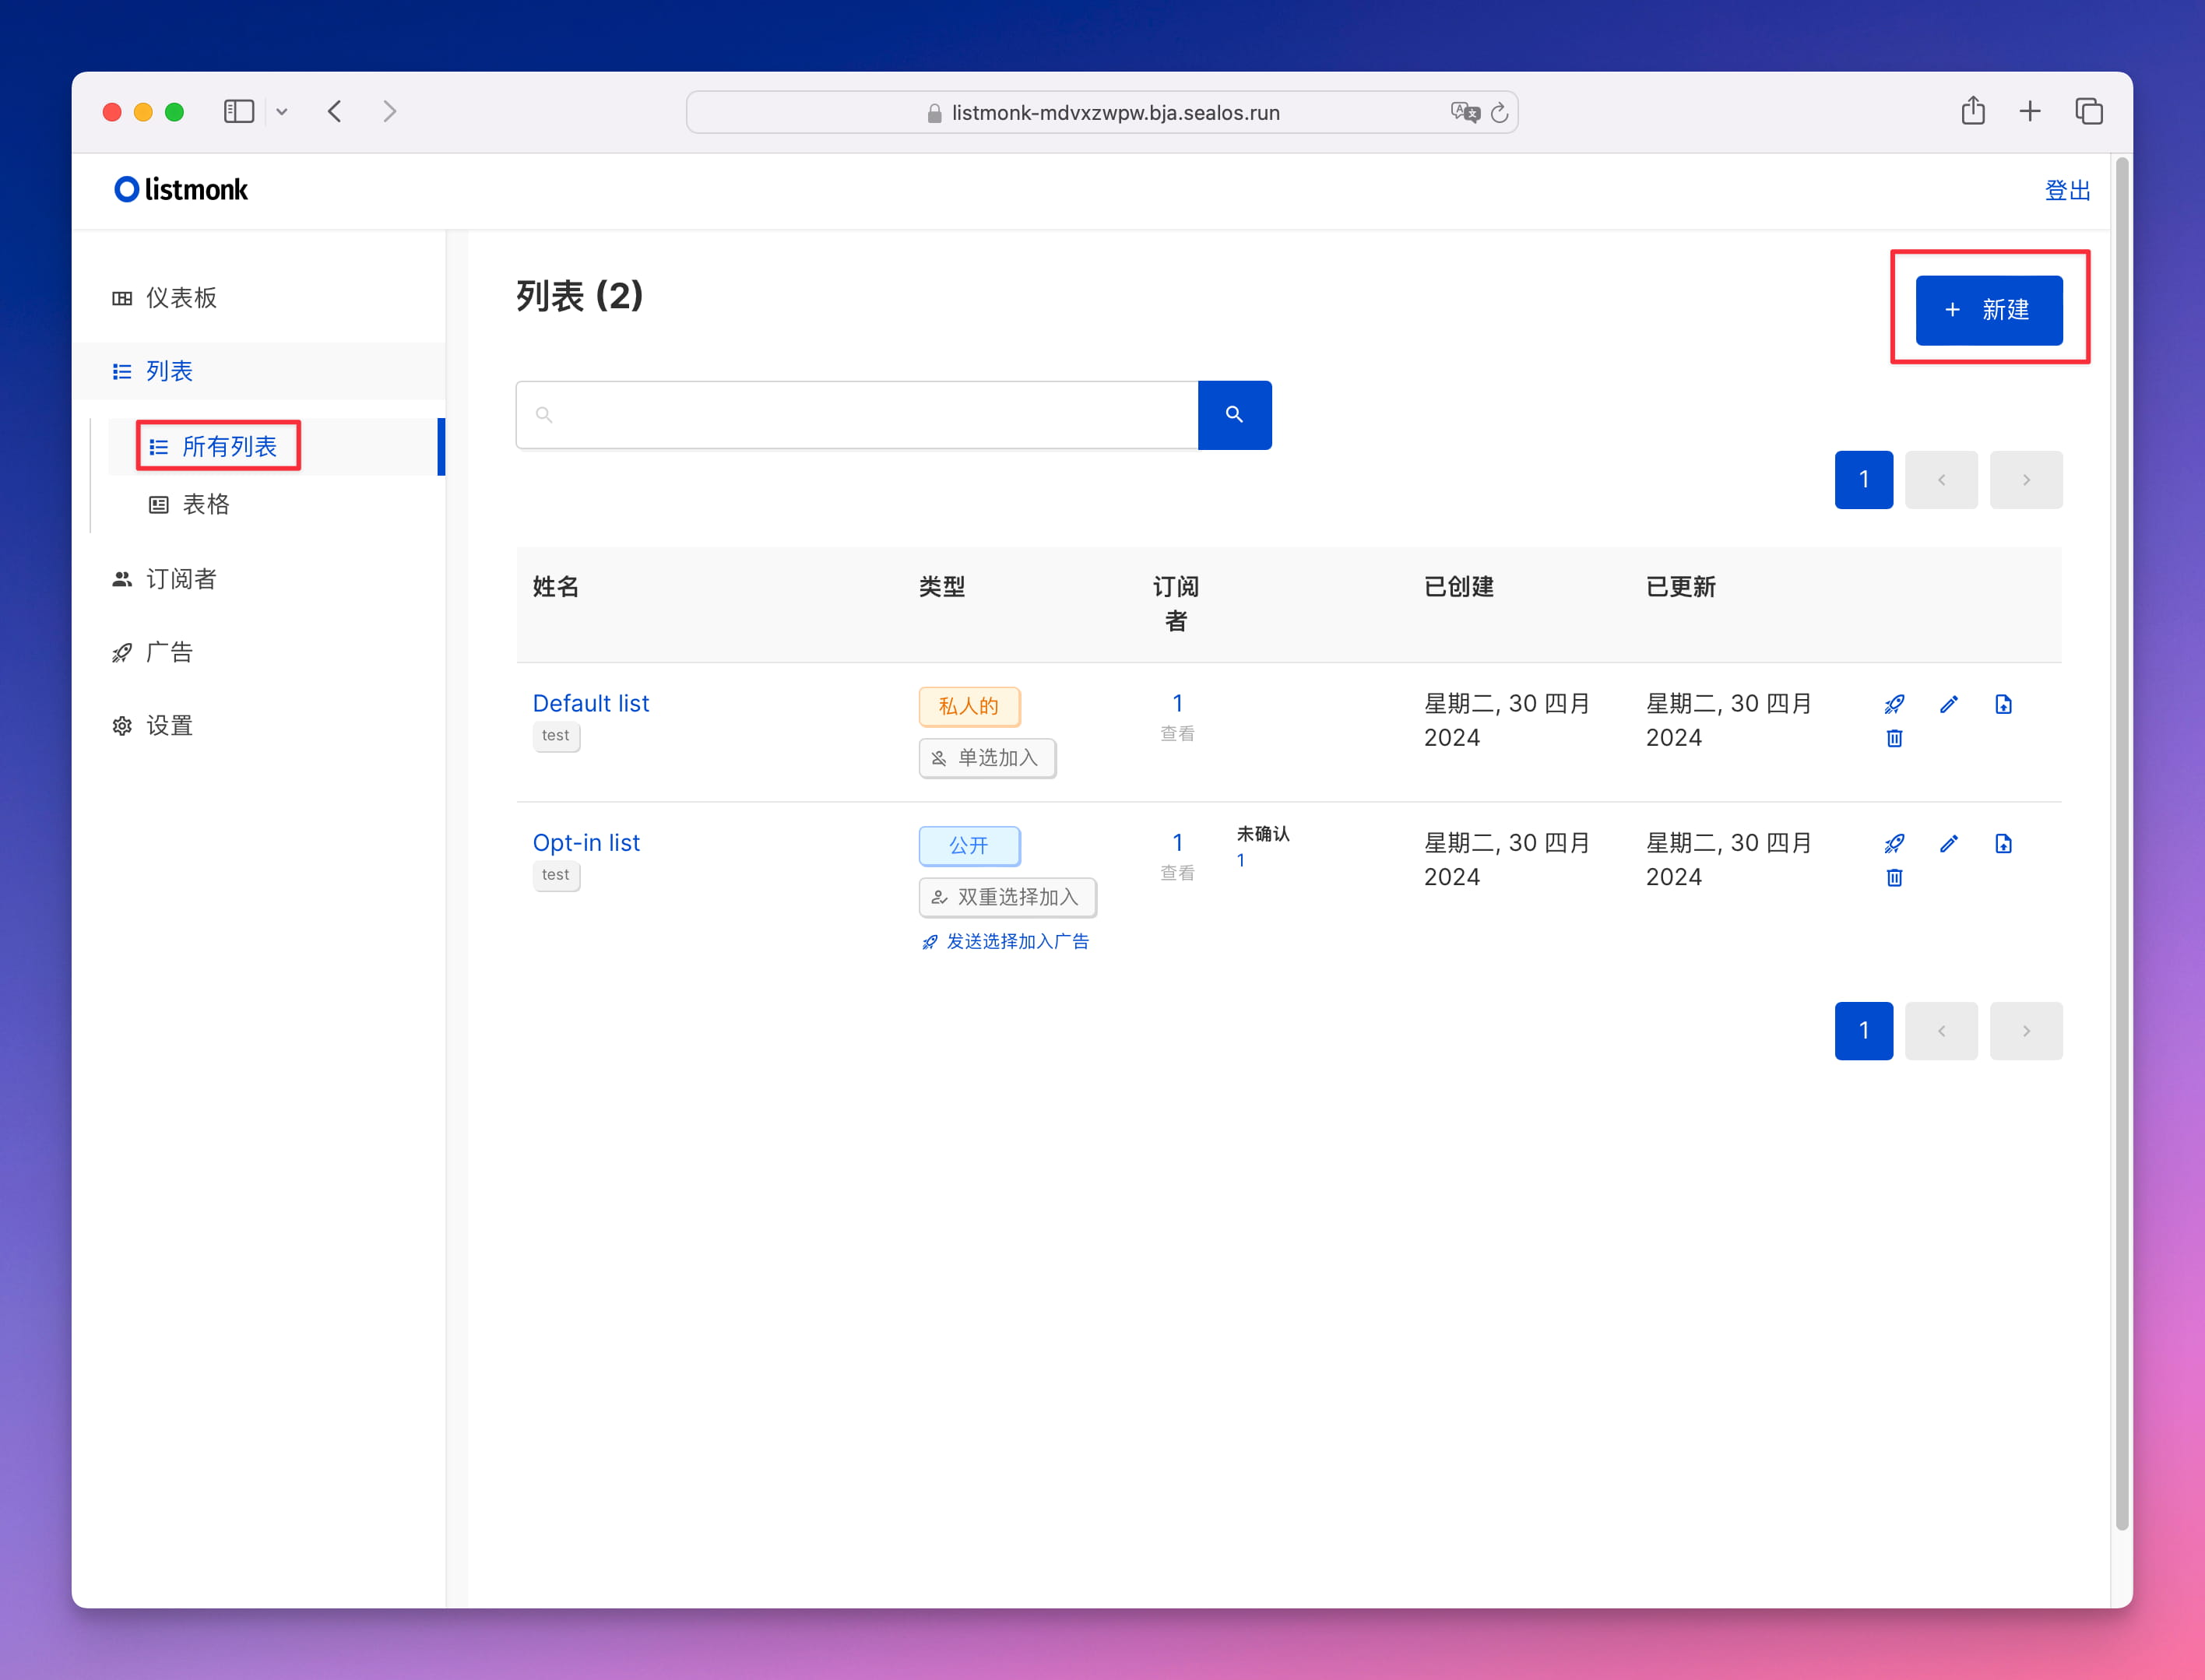 listmonk-mdvxzwpw.bja.sealos.run
listmonk
登出
仪表板
列表
所有列表
表格
订阅者
广告
设置
列表 (2)
+ 新建
1
姓名 类型 订阅者 已创建 已更新
Default list
test
私人的
单选加入
1
查看
星期二, 30 四月
2024
星期二, 30 四月
2024
Opt-in list
test
公开
双重选择加入
发送选择加入广告
1
查看
未确认
1
星期二, 30 四月
2024
星期二, 30 四月
2024
1